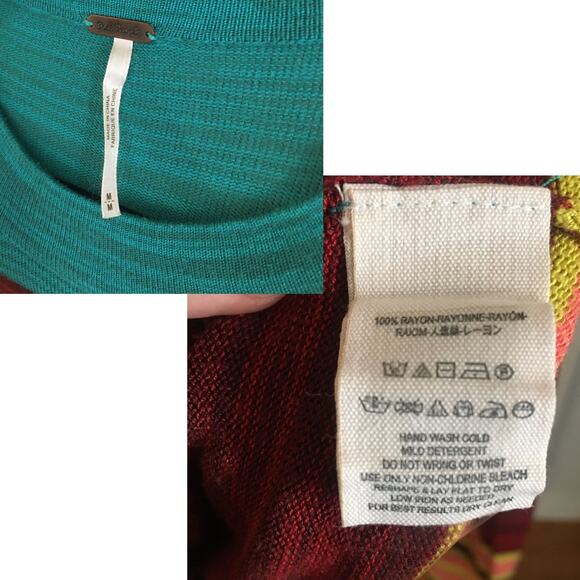 MADE IN CHINA
FABRIQUÉ EN CHINE
M
M
100% RAYON-RAYONNE-RAYÓN-
RAION-人造絲-レーヨン
HAND WASH COLD
MILD DETERGENT
DO NOT WRING OR TWIST
USE ONLY NON-CHLORINE BLEACH
RESHAPE & LAY FLAT TO DRY
LOW IRON AS NEEDED
FOR BEST RESULTS DRY CLEAN